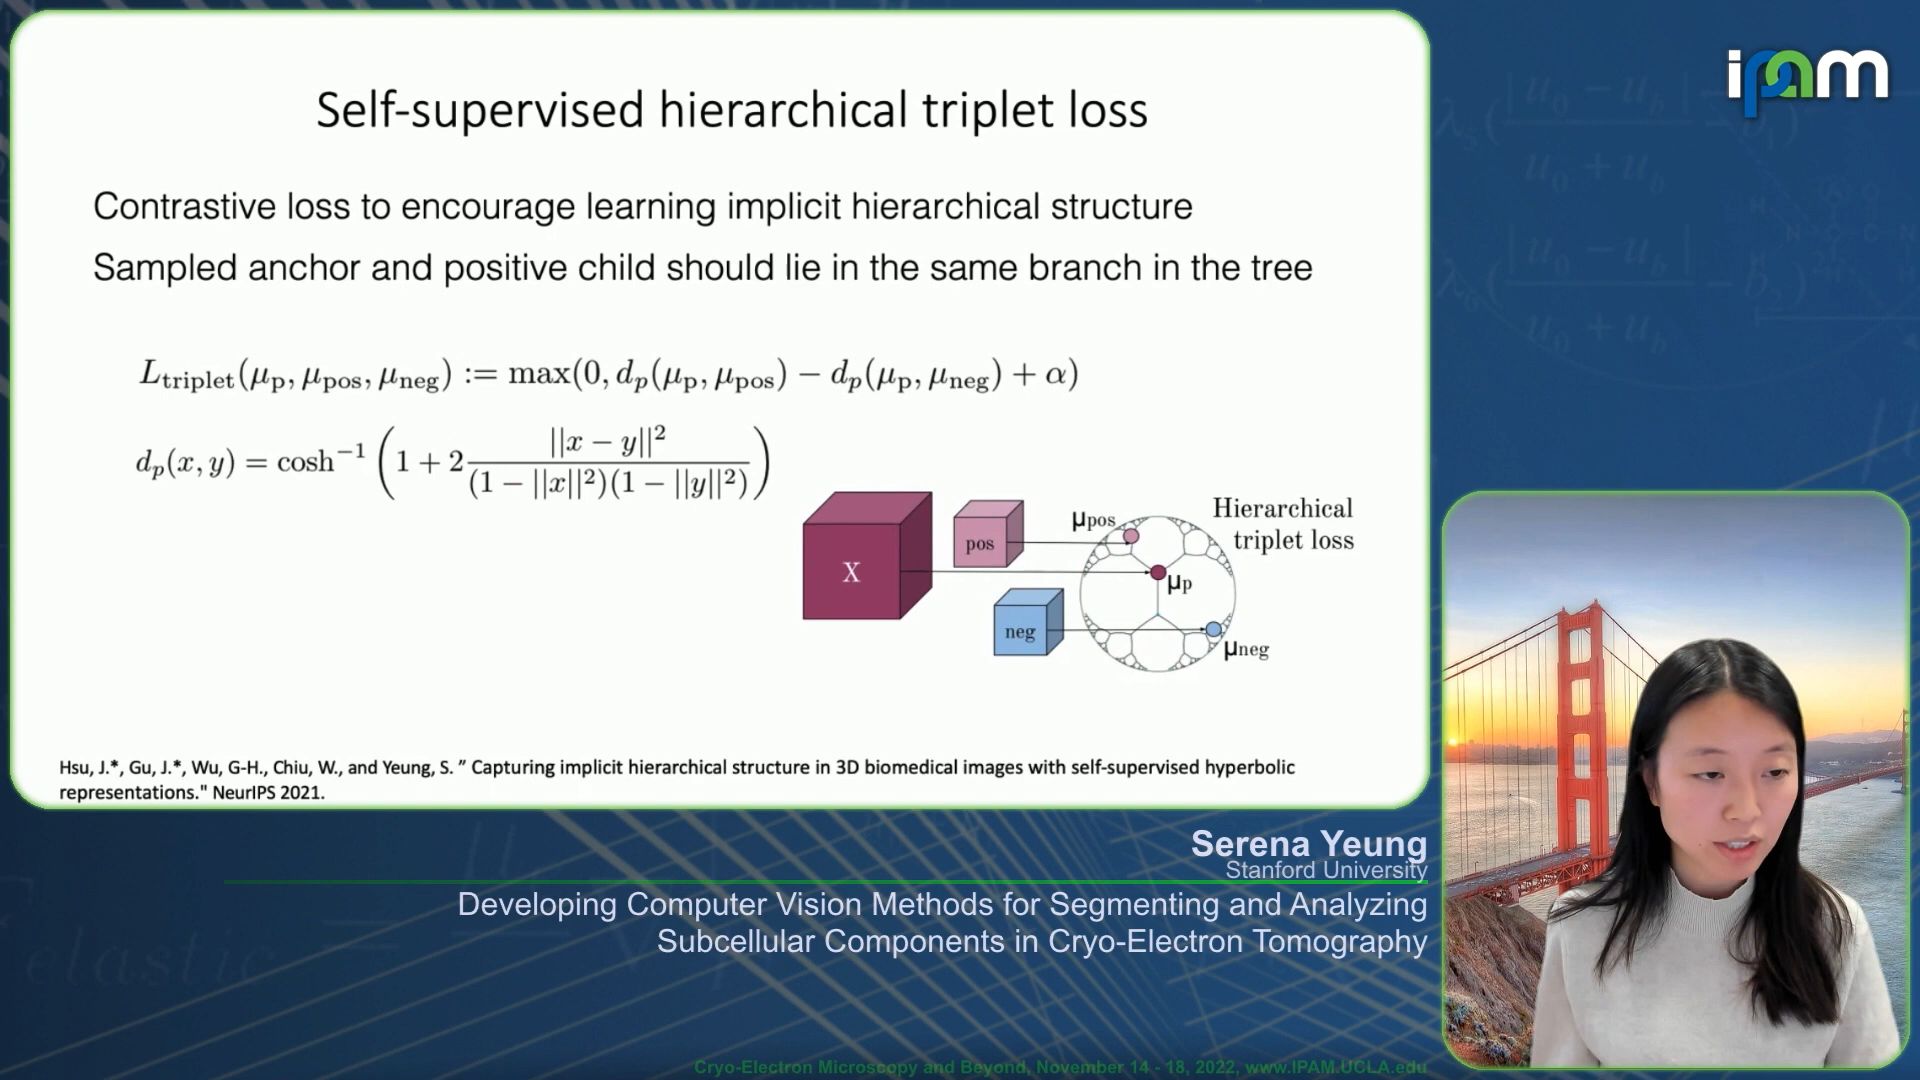 ipam
Self-supervised hierarchical triplet loss
Contrastive loss to encourage learning implicit hierarchical structure
Sampled anchor and positive child should lie in the same branch in the tree
L_triplet(μ_p, μ_pos, μ_neg) := max(0, d_p(μ_p, μ_pos) − d_p(μ_p, μ_neg) + α)
d_p(x, y) = cosh⁻¹ (1 + 2 ||x − y||² / (1 − ||x||²)(1 − ||y||²))
X
pos
neg
μpos
μp
μneg
Hierarchical
triplet loss
Hsu, J.*, Gu, J.*, Wu, G-H., Chiu, W., and Yeung, S. ” Capturing implicit hierarchical structure in 3D biomedical images with self-supervised hyperbolic
representations." NeurIPS 2021.
Serena Yeung
Stanford University
Developing Computer Vision Methods for Segmenting and Analyzing
Subcellular Components in Cryo-Electron Tomography
Cryo-Electron Microscopy and Beyond, November 14 - 18, 2022, www.IPAM.UCLA.edu
elastic